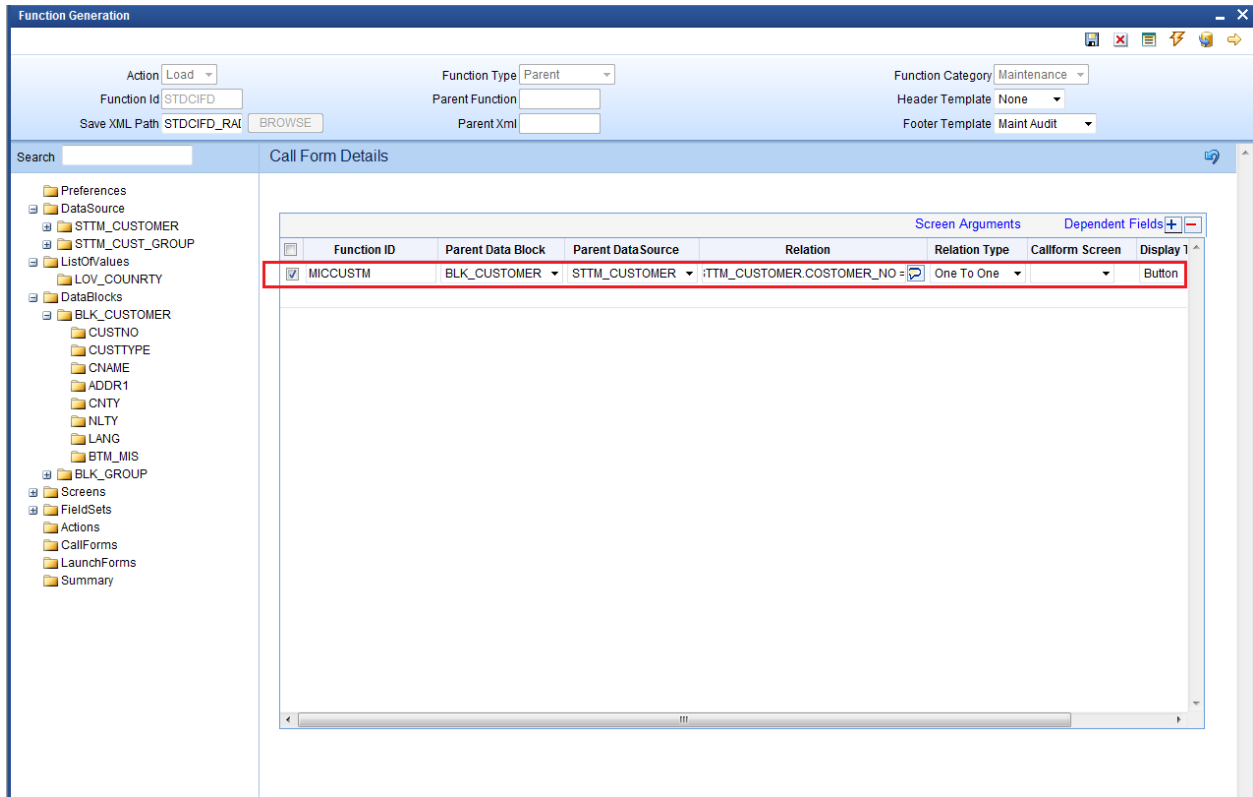 Function Generation
Action Load Function Type Parent Function Category Maintenance
Function Id STDCIFD Parent Function Header Template None
Save XML Path STDCIFD_RAD BROWSE Parent Xml Footer Template Maint Audit
Search Call Form Details
Preferences
DataSource
STTM_CUSTOMER
STTM_CUST_GROUP
ListOfValues
LOV_COUNRTY
DataBlocks
BLK_CUSTOMER
CUSTNO
CUSTTYPE
CNAME
ADDR1
CNTY
NLTY
LANG
BTM_MIS
BLK_GROUP
Screens
FieldSets
Actions
CallForms
LaunchForms
Summary
Screen Arguments Dependent Fields
Function ID Parent Data Block Parent DataSource Relation Relation Type Callform Screen Display T
MICCUSTM BLK_CUSTOMER STTM_CUSTOMER TTM_CUSTOMER.COSTOMER_NO = One To One Button